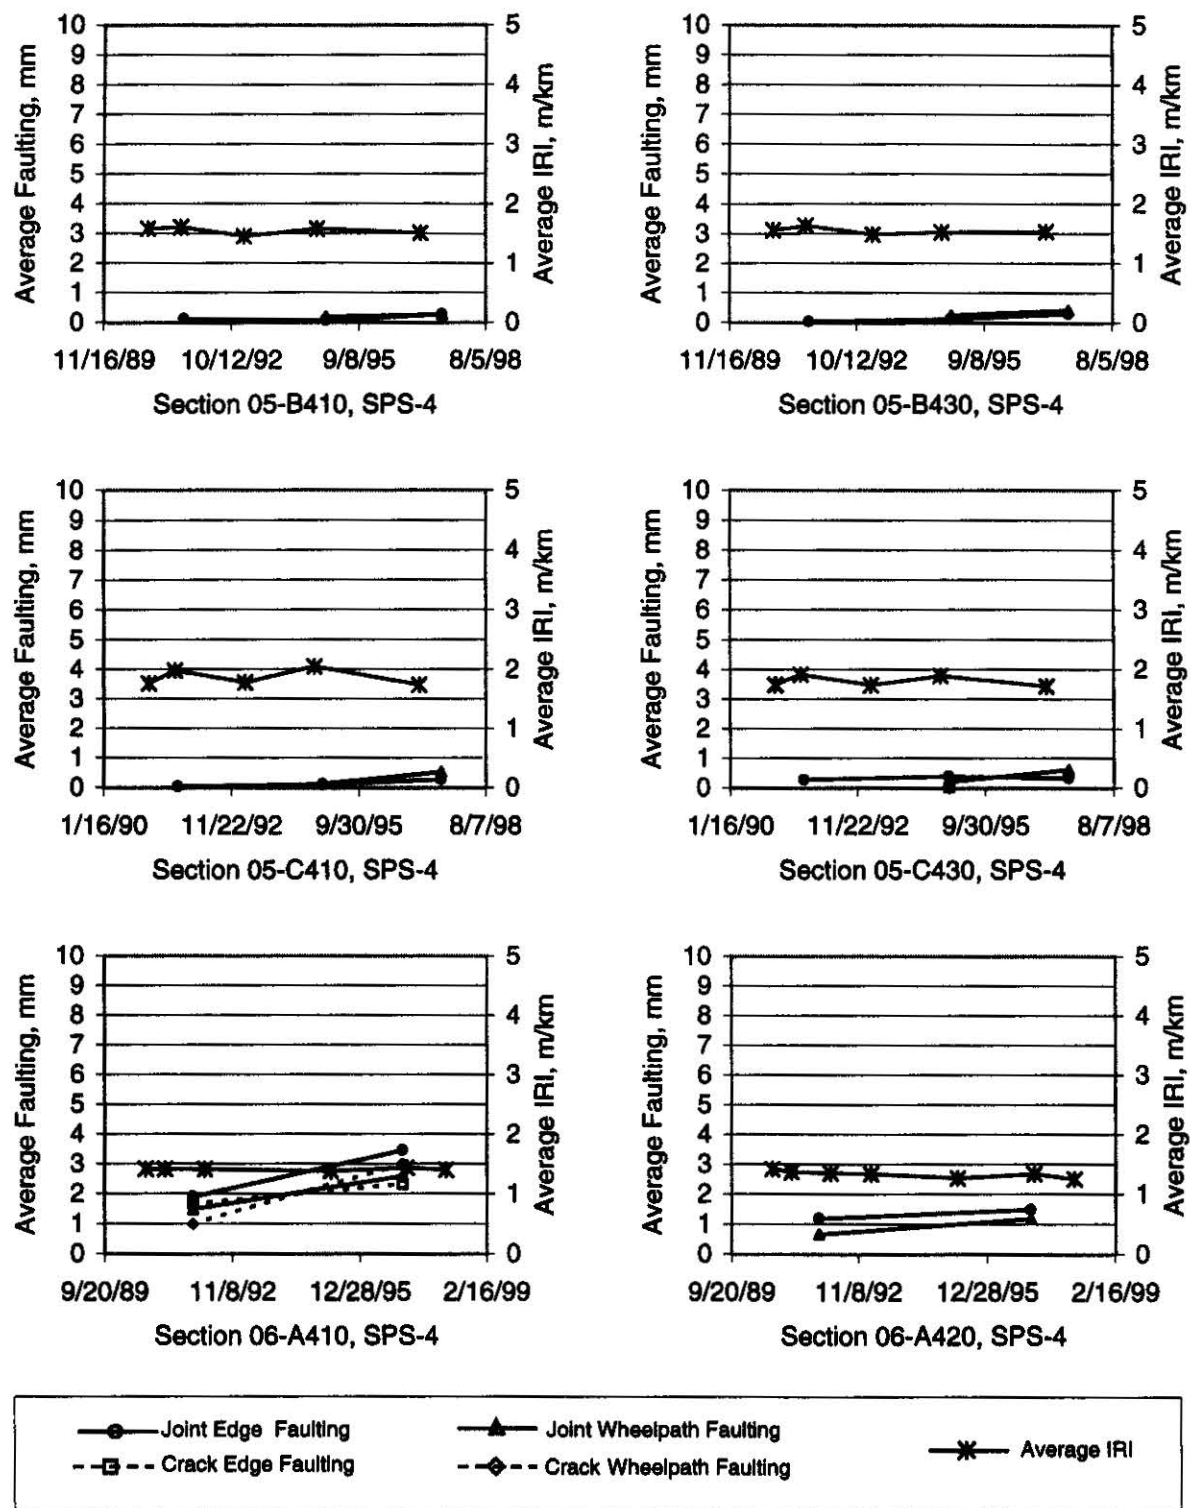 10 5 10 5
9 9
8 4 8 4
7 7
6 3 6 3
5 5
4 2 4 2
3 3
2 1 2 1
1 1
0 0 0 0
Average Faulting, mm
Average IRI, m/km
Average Faulting, mm
Average IRI, m/km
11/16/89 10/12/92 9/8/95 8/5/98 11/16/89 10/12/92 9/8/95 8/5/98
Section 05-B410, SPS-4 Section 05-B430, SPS-4
10 5 10 5
9 9
8 4 8 4
7 7
6 3 6 3
5 5
4 2 4 2
3 3
2 1 2 1
1 1
0 0 0 0
Average Faulting, mm
Average IRI, m/km
Average Faulting, mm
Average IRI, m/km
1/16/90 11/22/92 9/30/95 8/7/98 1/16/90 11/22/92 9/30/95 8/7/98
Section 05-C410, SPS-4 Section 05-C430, SPS-4
10 5 10 5
9 9
8 4 8 4
7 7
6 3 6 3
5 5
4 2 4 2
3 3
2 1 2 1
1 1
0 0 0 0
Average Faulting, mm
Average IRI, m/km
Average Faulting, mm
Average IRI, m/km
9/20/89 11/8/92 12/28/95 2/16/99 9/20/89 11/8/92 12/28/95 2/16/99
Section 06-A410, SPS-4 Section 06-A420, SPS-4
Joint Edge Faulting Joint Wheelpath Faulting
Average IRI
Crack Edge Faulting Crack Wheelpath Faulting